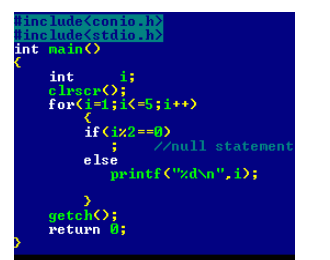 #include<conio.h>
#include<stdio.h>
int main()
{
int i;
clrscr();
for(i=1;i<=5;i++)
{
if(i%2==0)
; //null statement
else
printf("%d\n",i);
}
getch();
return 0;
}